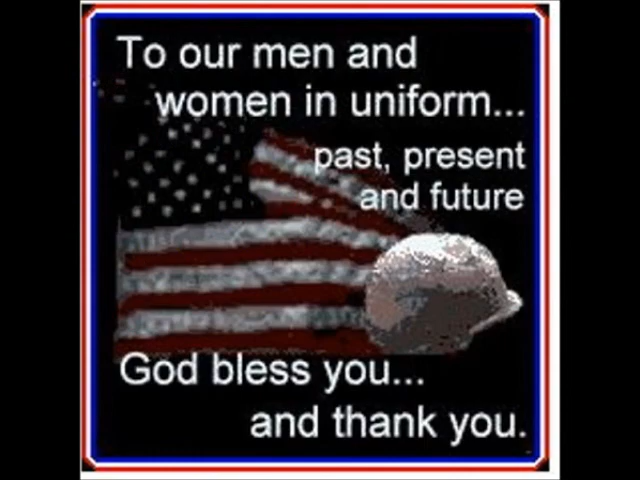 To our men and
women in uniform...
past, present
and future
God bless you...
and thank you.